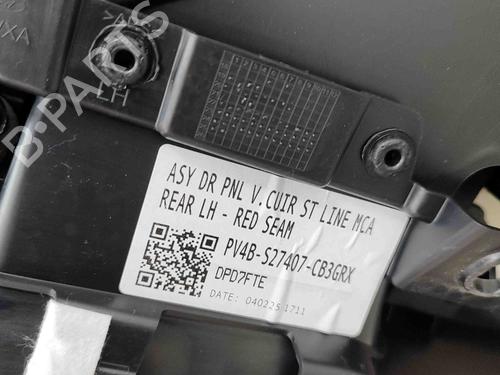 LH
ASY DR PNL V.CUIR ST LINE MCA
REAR LH - RED SEAM
PV4B-S27407-CB3GRX
DPD7FTE
DATE: 040225 1711
B-PARTS